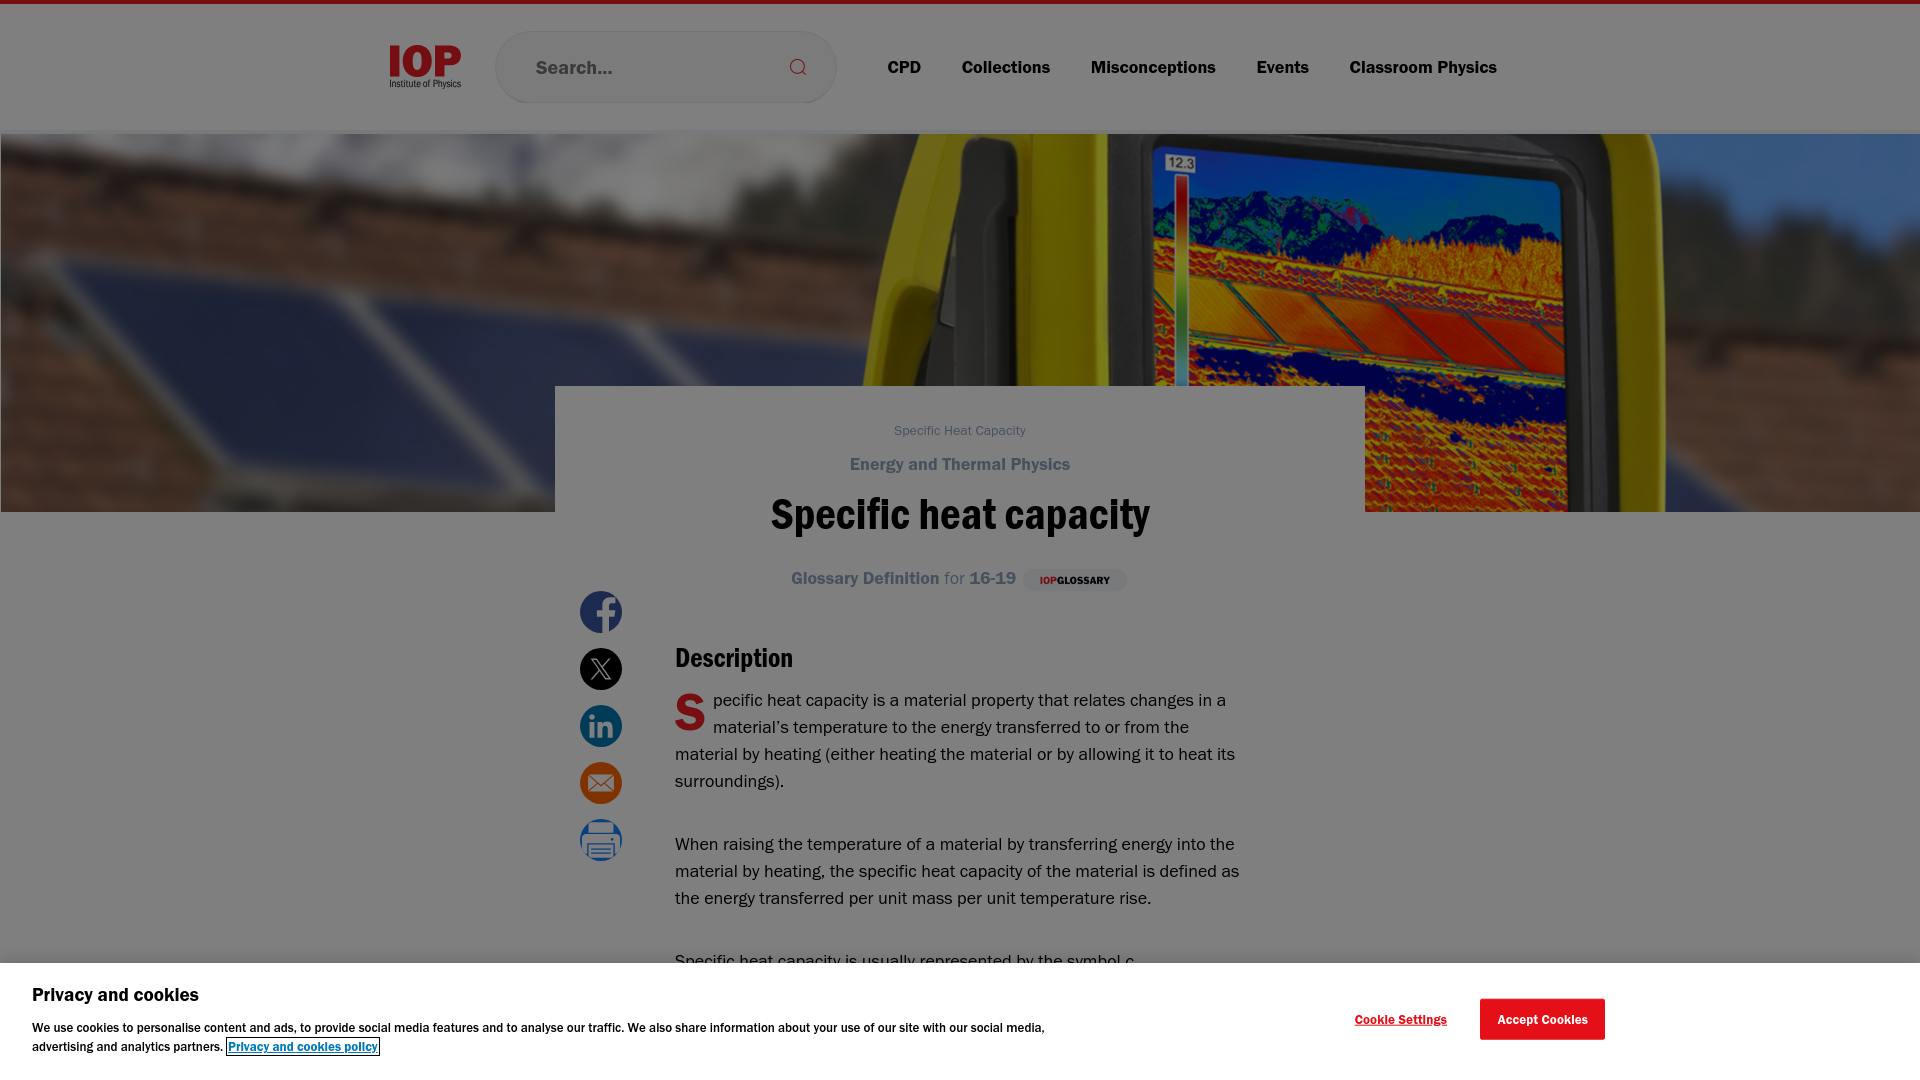 IOP
Institute of Physics
Search...
CPD
Collections
Misconceptions
Events
Classroom Physics
12.3
Specific Heat Capacity
Energy and Thermal Physics
Specific heat capacity
Glossary Definition for 16-19 IOPGLOSSARY
Description
Specific heat capacity is a material property that relates changes in a
material’s temperature to the energy transferred to or from the
material by heating (either heating the material or by allowing it to heat its
surroundings).
When raising the temperature of a material by transferring energy into the
material by heating, the specific heat capacity of the material is defined as
the energy transferred per unit mass per unit temperature rise.
Specific heat capacity is usually represented by the symbol c
Privacy and cookies
We use cookies to personalise content and ads, to provide social media features and to analyse our traffic. We also share information about your use of our site with our social media,
advertising and analytics partners. Privacy and cookies policy
Cookie Settings
Accept Cookies